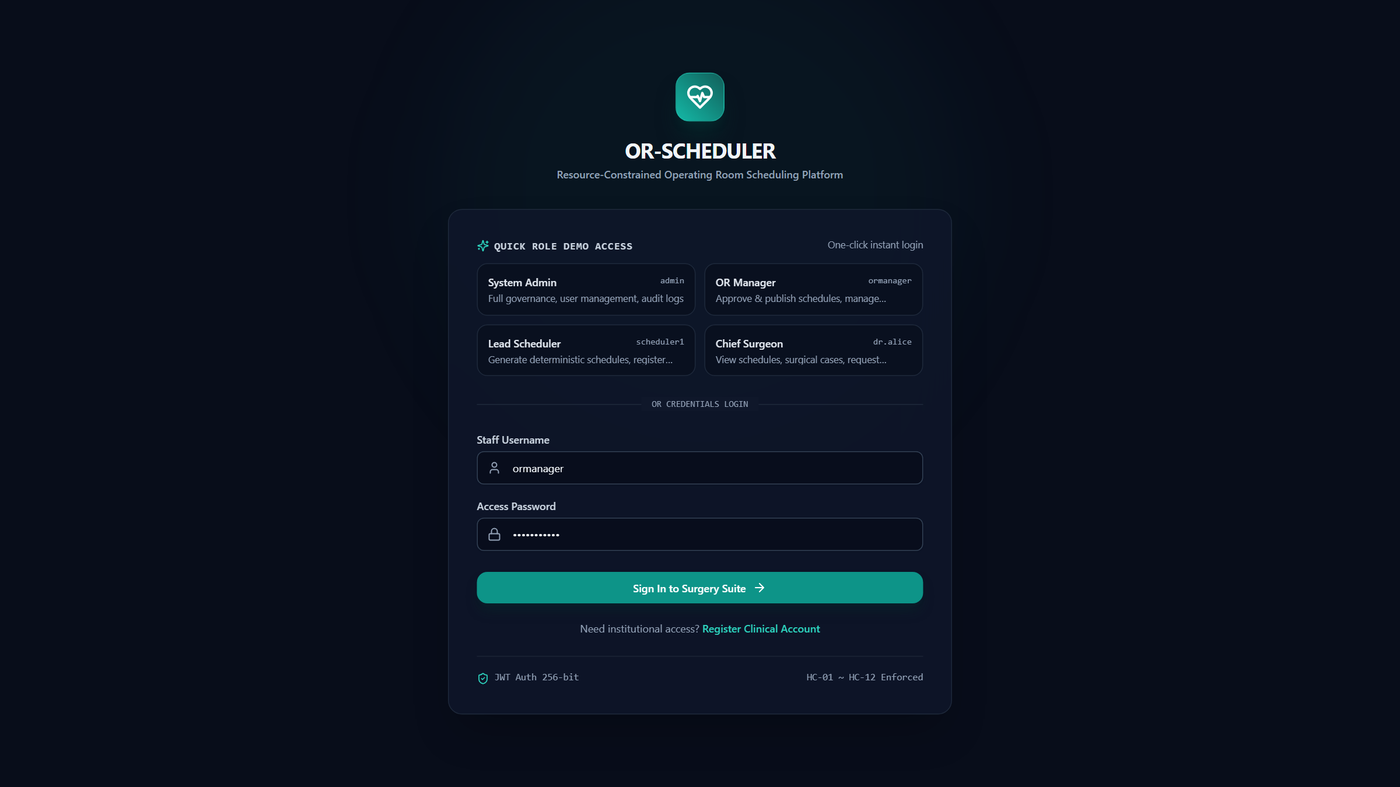 OR-SCHEDULER
Resource-Constrained Operating Room Scheduling Platform
QUICK ROLE DEMO ACCESS
One-click instant login
System Admin
admin
Full governance, user management, audit logs
OR Manager
ormanager
Approve & publish schedules, manage...
Lead Scheduler
scheduler1
Generate deterministic schedules, register...
Chief Surgeon
dr.alice
View schedules, surgical cases, request...
OR CREDENTIALS LOGIN
Staff Username
ormanager
Access Password
•••••••••••
Sign In to Surgery Suite →
Need institutional access? Register Clinical Account
JWT Auth 256-bit
HC-01 ~ HC-12 Enforced